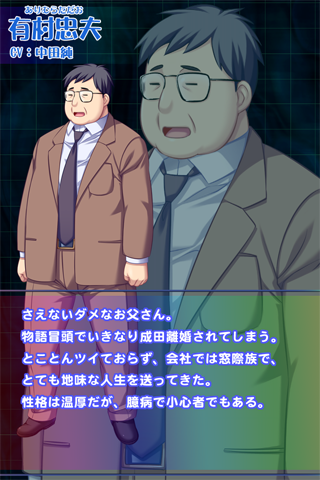 ありむらただお
有村忠夫
CV：中田純
さえないダメなお父さん。
物語冒頭でいきなり成田離婚されてしまう。
とことんツイておらず、会社では窓際族で、
とても地味な人生を送ってきた。
性格は温厚だが、臆病で小心者でもある。